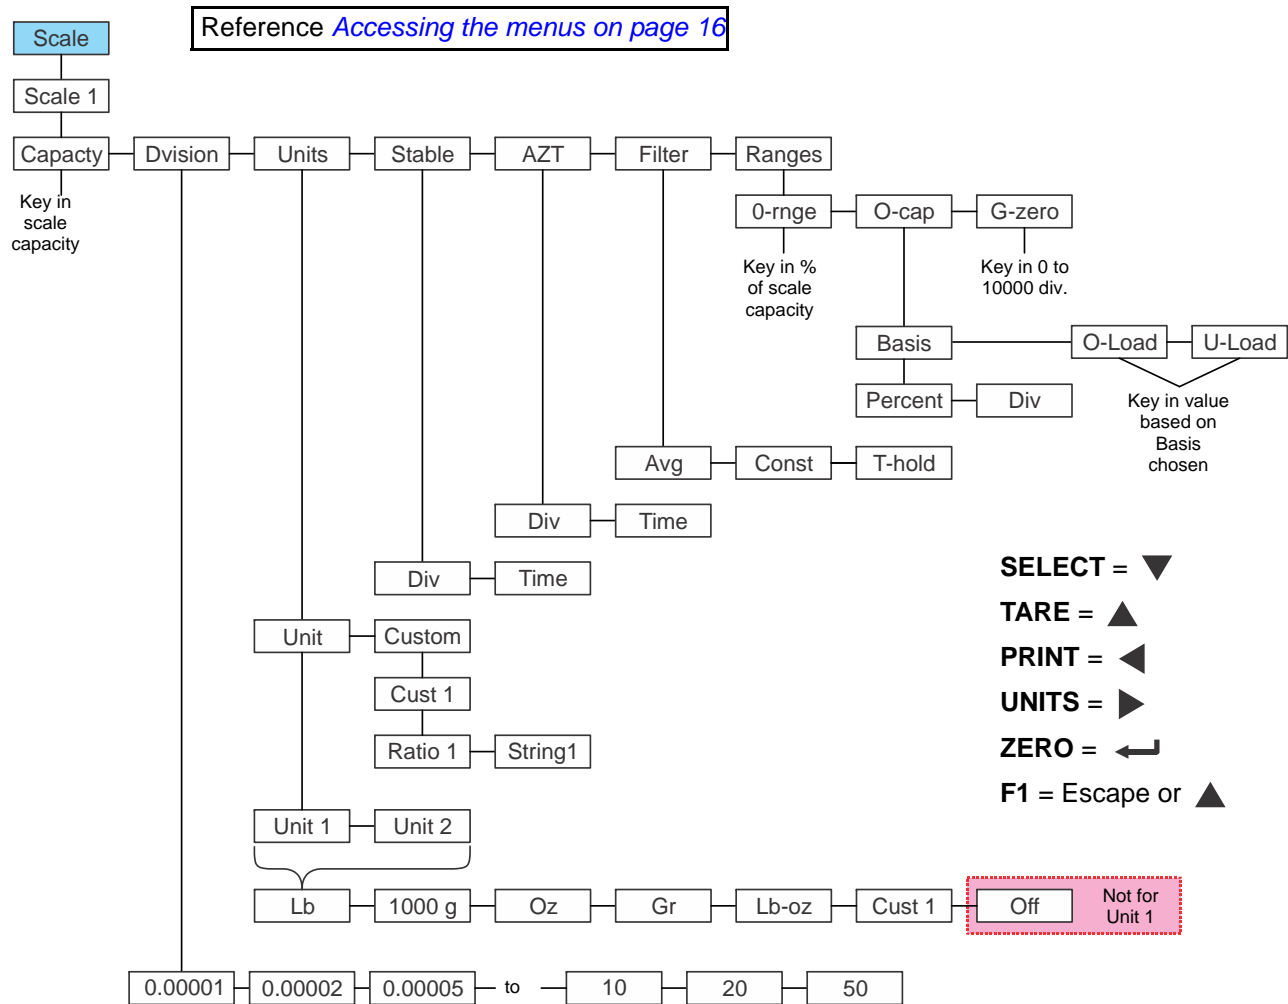 Reference Accessing the menus on page 16
Scale
Scale 1
Capacty
Dvision
Units
Stable
AZT
Filter
Ranges
Key in
scale
capacity
0-rnge
O-cap
G-zero
Key in %
of scale
capacity
Key in 0 to
10000 div.
Basis
O-Load
U-Load
Percent
Div
Key in value
based on
Basis
chosen
Avg
Const
T-hold
Div
Time
Div
Time
Unit
Custom
Cust 1
Ratio 1
String1
Unit 1
Unit 2
Lb
1000 g
Oz
Gr
Lb-oz
Cust 1
Off
Not for
Unit 1
0.00001
0.00002
0.00005
to
10
20
50
SELECT = ▼
TARE = ▲
PRINT = ◀
UNITS = ▶
ZERO = ↵
F1 = Escape or ▲